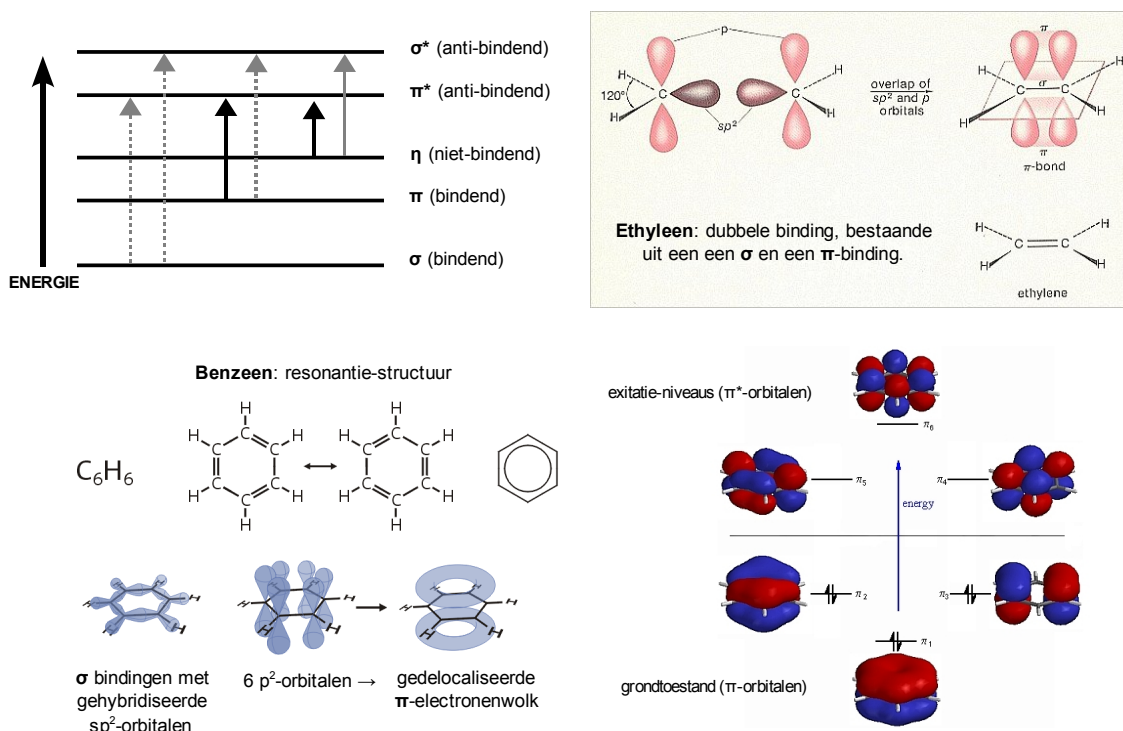 σ* (anti-bindend)
π* (anti-bindend)
η (niet-bindend)
π (bindend)
σ (bindend)
ENERGIE
p
H
H
120°
C
C
H
H
sp²
overlap of
sp² and p
orbitals
π
σ
C
C
H
H
H
H
π
π-bond
Ethyleen: dubbele binding, bestaande
uit een een σ en een π-binding.
H
H
C
C
H
H
ethylene
Benzeen: resonantie-structuur
C₆H₆
H
H C H
C C
C C
H C H
H
H
H C H
C C
C C
H C H
H
H H
H H
H H
H H
H H
H H
H H
H H
H H
σ bindingen met
gehybridiseerde
sp²-orbitalen
6 p²-orbitalen →
gedelocaliseerde
π-electronenwolk
exitatie-niveaus (π*-orbitalen)
π₆
π₅
π₄
energy
π₂
π₃
π₁
grondtoestand (π-orbitalen)